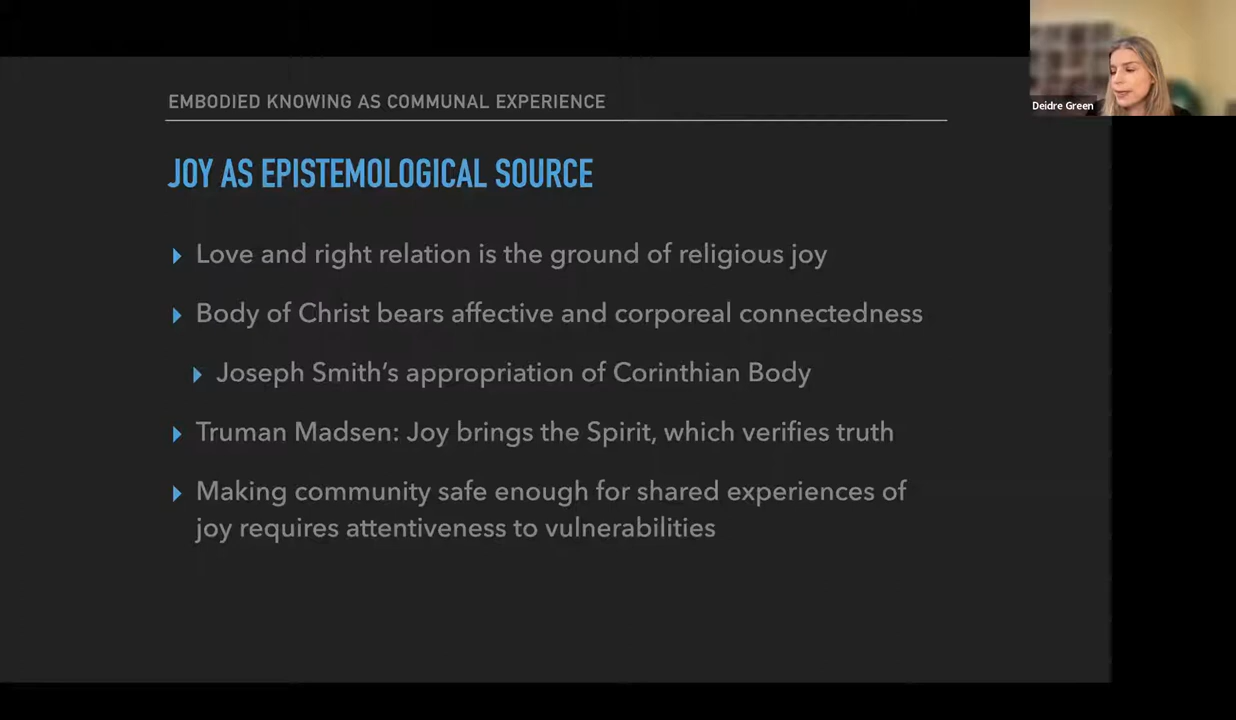 EMBODIED KNOWING AS COMMUNAL EXPERIENCE
JOY AS EPISTEMOLOGICAL SOURCE
Love and right relation is the ground of religious joy
Body of Christ bears affective and corporeal connectedness
Joseph Smith's appropriation of Corinthian Body
Truman Madsen: Joy brings the Spirit, which verifies truth
Making community safe enough for shared experiences of
joy requires attentiveness to vulnerabilities
Deidre Green